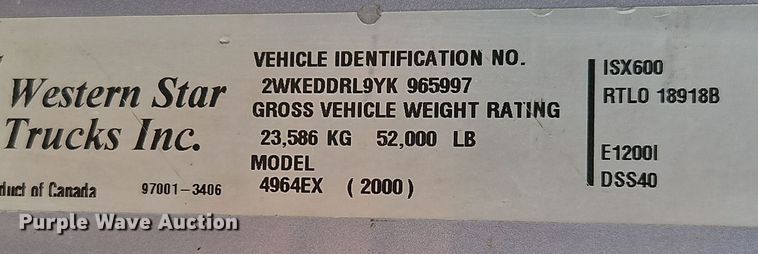 Western Star
Trucks Inc.
of Canada
97001-3406
VEHICLE IDENTIFICATION NO.
2WKEDDRL9YK 965997
GROSS VEHICLE WEIGHT RATING
23,586 KG 52,000 LB
MODEL
4964EX (2000)
ISX600
RTLO 18918B
E1200I
DSS40
Purple Wave Auction